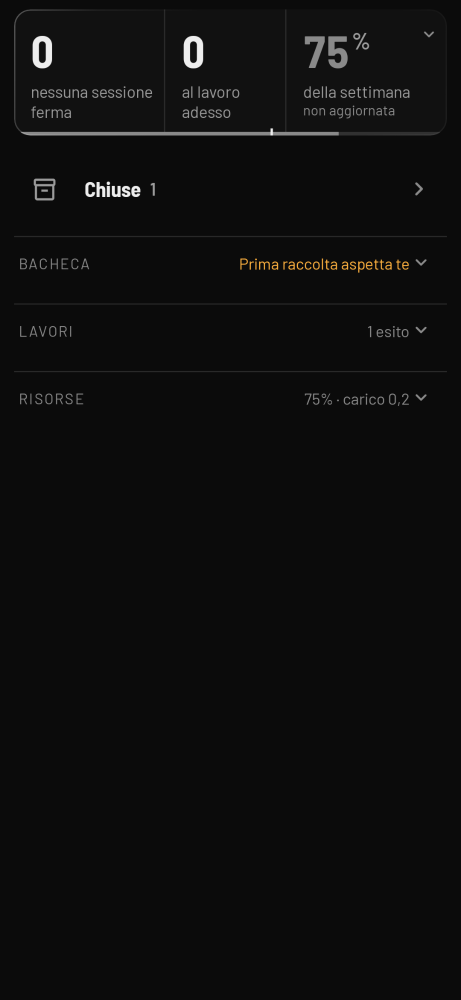 0
nessuna sessione
ferma
0
al lavoro
adesso
75%
della settimana
non aggiornata
Chiuse 1
BACHECA Prima raccolta aspetta te
LAVORI 1 esito
RISORSE 75% · carico 0,2